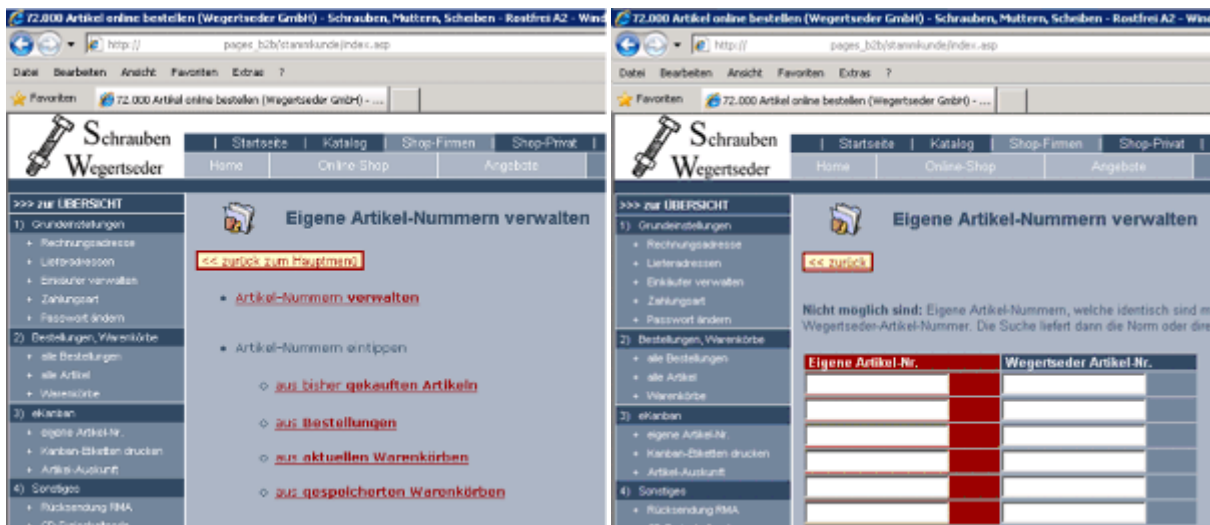 72.000 Artikel online bestellen (Wegertseder GmbH) - Schrauben, Muttern, Scheiben - Rostfrei A2 - Wind
http:// pages_b2b/stammkunde/index.asp
Datei Bearbeiten Ansicht Favoriten Extras ?
Favoriten 72.000 Artikel online bestellen (Wegertseder GmbH) - ...
Schrauben
Wegertseder
| Startseite | Katalog | Shop-Firmen | Shop-Privat |
Home Online-Shop Angebote
>>> zur ÜBERSICHT
1) Grundeinstellungen
+ Rechnungsadresse
+ Lieferadressen
+ Einkäufer verwalten
+ Zahlungsart
+ Passwort ändern
2) Bestellungen, Warenkörbe
+ alle Bestellungen
+ alle Artikel
+ Warenkörbe
3) eKanban
+ eigene Artikel-Nr.
+ Kanban-Etiketten drucken
+ Artikel-Auskunft
4) Sonstiges
+ Rücksendung RMA
Eigene Artikel-Nummern verwalten
<< zurück zum Hauptmenü
• Artikel-Nummern verwalten
• Artikel-Nummern eintippen
○ aus bisher gekauften Artikeln
○ aus Bestellungen
○ aus aktuellen Warenkörben
○ aus gespeicherten Warenkörben
72.000 Artikel online bestellen (Wegertseder GmbH) - Schrauben, Muttern, Scheiben - Rostfrei A2 - Wind
http:// pages_b2b/stammkunde/index.asp
Datei Bearbeiten Ansicht Favoriten Extras ?
Favoriten 72.000 Artikel online bestellen (Wegertseder GmbH) - ...
Schrauben
Wegertseder
| Startseite | Katalog | Shop-Firmen | Shop-Privat |
Home Online-Shop Angebote
>>> zur ÜBERSICHT
1) Grundeinstellungen
+ Rechnungsadresse
+ Lieferadressen
+ Einkäufer verwalten
+ Zahlungsart
+ Passwort ändern
2) Bestellungen, Warenkörbe
+ alle Bestellungen
+ alle Artikel
+ Warenkörbe
3) eKanban
+ eigene Artikel-Nr.
+ Kanban-Etiketten drucken
+ Artikel-Auskunft
4) Sonstiges
+ Rücksendung RMA
Eigene Artikel-Nummern verwalten
<< zurück
Nicht möglich sind: Eigene Artikel-Nummern, welche identisch sind m
Wegertseder-Artikel-Nummer. Die Suche liefert dann die Norm oder dire
Eigene Artikel-Nr. Wegertseder Artikel-Nr.